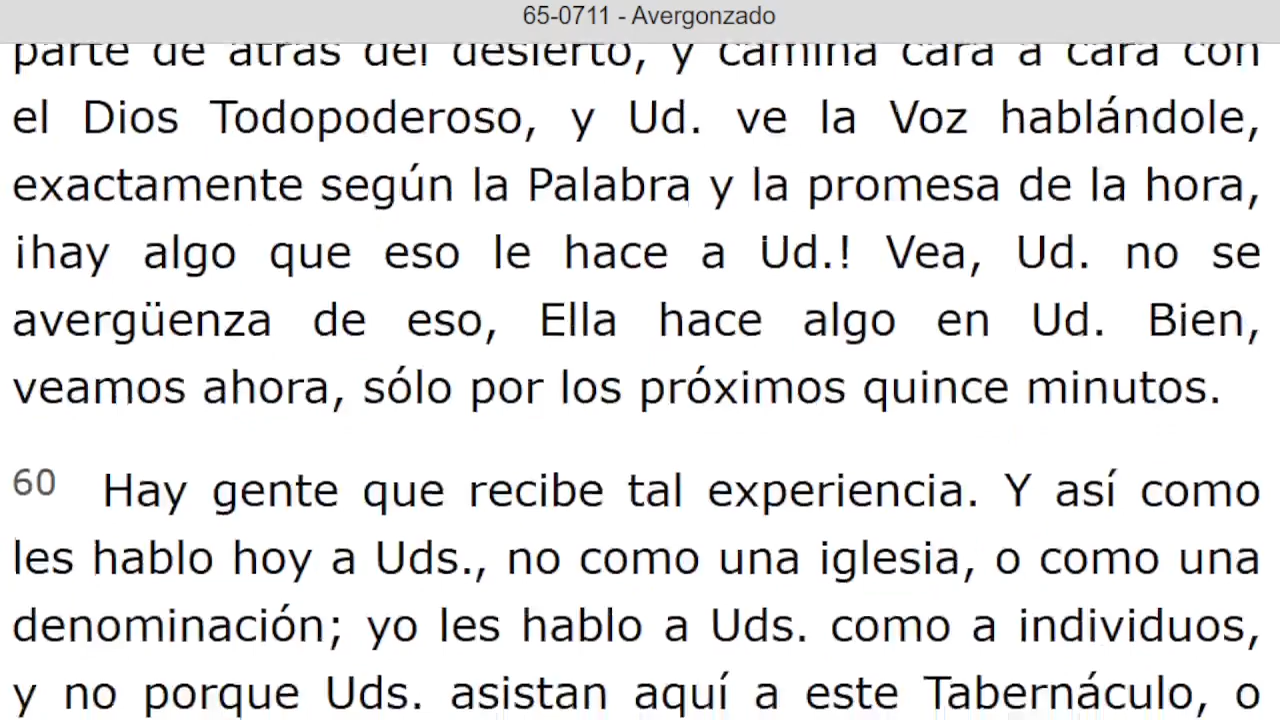 65-0711 - Avergonzado
parte de atrás del desierto, y camina cara a cara con
el Dios Todopoderoso, y Ud. ve la Voz hablándole,
exactamente según la Palabra y la promesa de la hora,
¡hay algo que eso le hace a Ud.! Vea, Ud. no se
avergüenza de eso, Ella hace algo en Ud. Bien,
veamos ahora, sólo por los próximos quince minutos.
60 Hay gente que recibe tal experiencia. Y así como
les hablo hoy a Uds., no como una iglesia, o como una
denominación; yo les hablo a Uds. como a individuos,
y no porque Uds. asistan aquí a este Tabernáculo, o